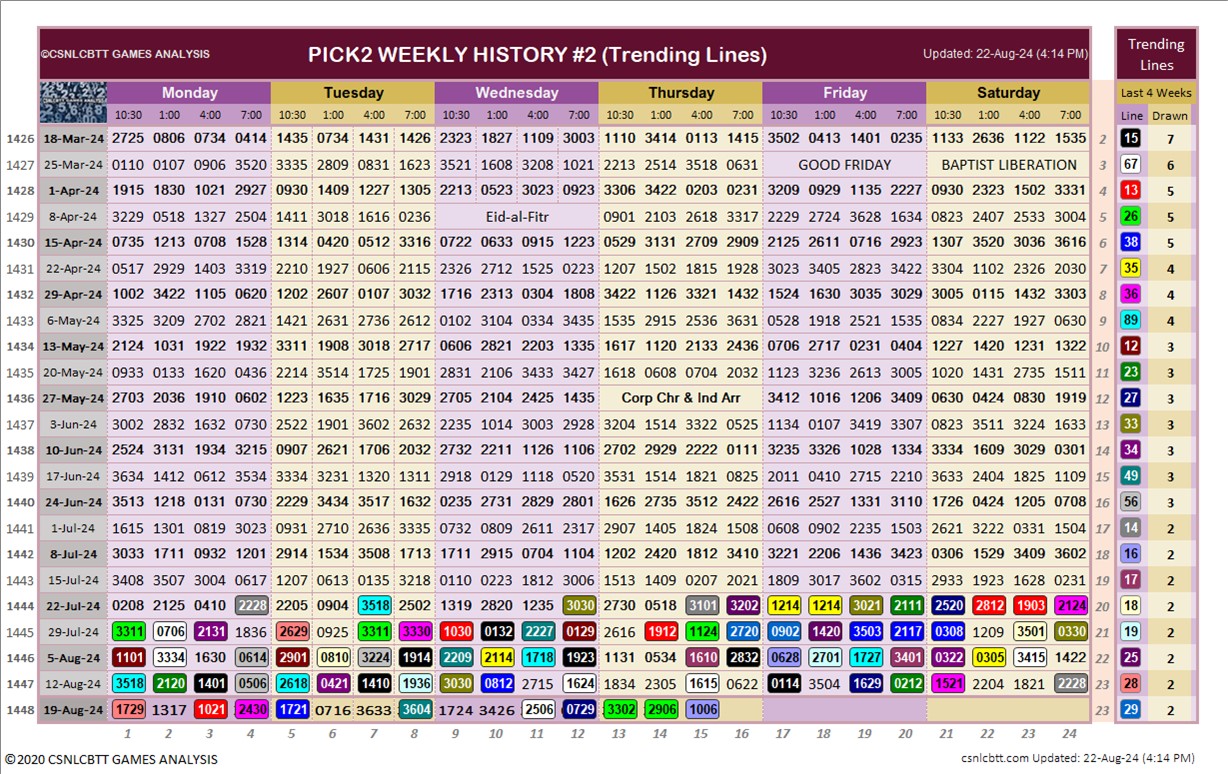 ©CSNLCBTT GAMES ANALYSIS PICK2 WEEKLY HISTORY #2 (Trending Lines) Updated: 22-Aug-24 (4:14 PM) Trending Lines
Monday Tuesday Wednesday Thursday Friday Saturday Last 4 Weeks
10:30 1:00 4:00 7:00 10:30 1:00 4:00 7:00 10:30 1:00 4:00 7:00 10:30 1:00 4:00 7:00 10:30 1:00 4:00 7:00 10:30 1:00 4:00 7:00 Line Drawn
1426 18-Mar-24 2725 0806 0734 0414 1435 0734 1431 1426 2323 1827 1109 3003 1110 3414 0113 1415 3502 0413 1401 0235 1133 2636 1122 1535 2 15 7
1427 25-Mar-24 0110 0107 0906 3520 3335 2809 0831 1623 3521 1608 3208 1021 2213 2514 3518 0631 GOOD FRIDAY BAPTIST LIBERATION 3 67 6
1428 1-Apr-24 1915 1830 1021 2927 0930 1409 1227 1305 2213 0523 3023 0923 3306 3422 0203 0231 3209 0929 1135 2227 0930 2323 1502 3331 4 13 5
1429 8-Apr-24 3229 0518 1327 2504 1411 3018 1616 0236 Eid-al-Fitr 0901 2103 2618 3317 2229 2724 3628 1634 0823 2407 2533 3004 5 26 5
1430 15-Apr-24 0735 1213 0708 1528 1314 0420 0512 3316 0722 0633 0915 1223 0529 3131 2709 2909 2125 2611 0716 2923 1307 3520 3036 3616 6 38 5
1431 22-Apr-24 0517 2929 1403 3319 2210 1927 0606 2115 2326 2712 1525 0223 1207 1502 1815 1928 3023 3405 2823 3422 3304 1102 2326 2030 7 35 4
1432 29-Apr-24 1002 3422 1105 0620 1202 2607 0107 3033 1716 2313 0304 1808 3422 1126 3321 1432 1524 1630 3335 3029 3005 0115 1432 3303 8 36 4
1433 6-May-24 3325 3209 2702 2821 1421 2631 2736 2612 0102 3104 0334 3435 1535 2915 2536 3631 0528 1918 2521 1535 0834 2227 1927 0630 9 89 4
1434 13-May-24 2124 1031 1922 1932 3311 1908 3018 2717 0606 2821 2203 1335 1617 1120 2133 2436 0706 2717 0231 0404 1227 1420 1231 1322 10 12 3
1435 20-May-24 0933 0133 1620 0436 2214 3514 1725 1901 2831 2106 3433 3427 1618 0608 0704 2032 1123 3236 2613 3005 1020 1431 2735 1511 11 23 3
1436 27-May-24 2703 2036 1910 0602 1223 1635 1716 3029 2705 2104 2425 1435 Corp Chr & Ind Arr 3412 1016 1206 3409 0630 0424 0830 1919 12 27 3
1437 3-Jun-24 3002 2832 1632 0730 2522 1901 3602 2632 2235 1014 3003 2928 3204 1514 3322 0525 1134 0107 3419 3307 0823 3511 3224 1633 13 33 3
1438 10-Jun-24 2524 3131 1934 3215 0907 2621 1706 2032 2732 2211 1126 1106 2702 2929 2222 0111 3235 3326 1028 1334 3334 1609 3029 0301 14 34 3
1439 17-Jun-24 3634 1412 0612 3534 3334 3231 1320 1311 2918 0129 1118 0520 3531 1514 1821 0825 2011 0410 2715 2210 3633 2404 1825 1109 15 49 3
1440 24-Jun-24 3513 1218 0131 0730 2229 3434 3517 1632 0235 2731 2829 2801 1626 2735 3512 2422 2616 2527 1331 3110 1726 0424 1205 0708 16 56 3
1441 1-Jul-24 1615 1301 0819 3023 0931 2710 2636 3335 0732 0809 2611 2317 2907 1405 1824 1508 0608 0902 2235 1503 2621 3222 0331 1504 17 14 2
1442 8-Jul-24 3033 1711 0932 1201 2914 1534 3508 1713 1711 2915 0704 1104 1202 2420 1812 3410 3221 2206 1436 3423 0306 1529 3409 3602 18 16 2
1443 15-Jul-24 3408 3507 3004 0617 1207 0613 0135 3218 0110 0223 1812 3006 1513 1409 0207 2021 1809 3017 3602 0315 2933 1923 1628 0231 19 17 2
1444 22-Jul-24 0208 2125 0410 2228 2205 0904 3518 2502 1319 2820 1235 3030 2730 0518 3101 3202 1214 1214 3021 2111 2520 2812 1903 2124 20 18 2
1445 29-Jul-24 3311 0706 2131 1836 2629 0925 3311 3330 1030 0132 2227 0129 2616 1912 1124 2720 0902 1420 3503 2117 0308 1209 3501 0330 21 19 2
1446 5-Aug-24 1101 3334 1630 0614 2901 0810 3224 1914 2209 2114 1718 1923 1131 0534 1610 2832 0628 2701 1727 3401 0322 0305 3415 1422 22 25 2
1447 12-Aug-24 3518 2120 1401 0506 2618 0421 1410 1936 3030 0812 2715 1624 1834 2305 1615 0622 0114 3504 1629 0212 1521 2204 1821 2228 23 28 2
1448 19-Aug-24 1729 1317 1021 2430 1721 0716 3633 3604 1724 3426 2506 0729 3302 2906 1006 23 29 2
1 2 3 4 5 6 7 8 9 10 11 12 13 14 15 16 17 18 19 20 21 22 23 24
©2020 CSNLCBTT GAMES ANALYSIS csnlcbtt.com Updated: 22-Aug-24 (4:14 PM)